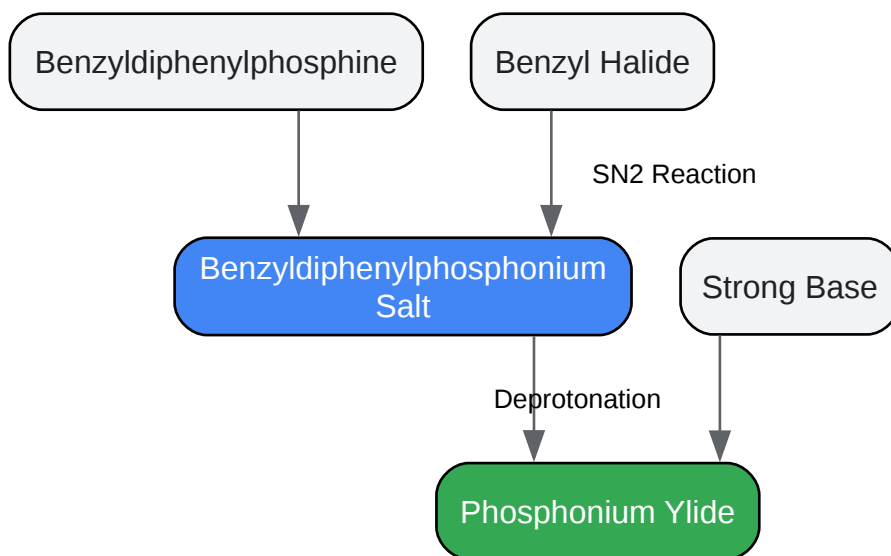 Benzyldiphenylphosphine
Benzyl Halide
SN2 Reaction
Benzyldiphenylphosphonium
Salt
Strong Base
Deprotonation
Phosphonium Ylide